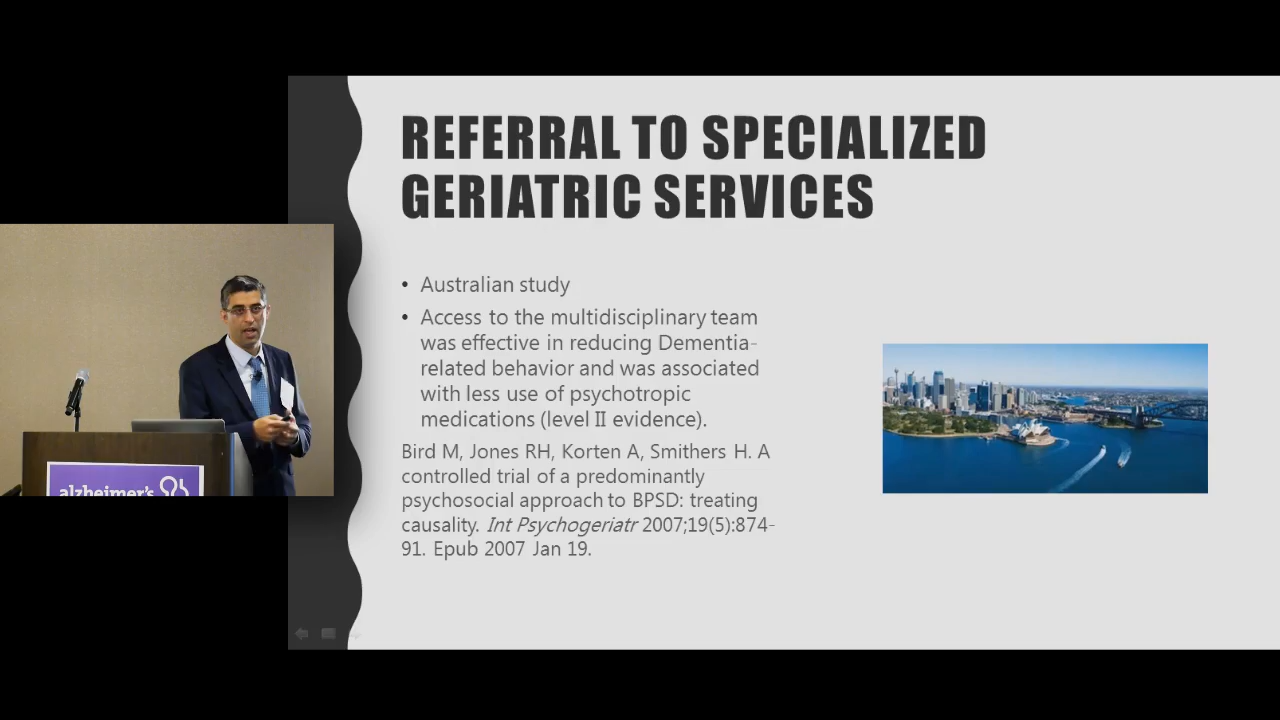 REFERRAL TO SPECIALIZED
GERIATRIC SERVICES
• Australian study
• Access to the multidisciplinary team
was effective in reducing Dementia-
related behavior and was associated
with less use of psychotropic
medications (level II evidence).
Bird M, Jones RH, Korten A, Smithers H. A
controlled trial of a predominantly
psychosocial approach to BPSD: treating
causality. Int Psychogeriatr 2007;19(5):874-
91. Epub 2007 Jan 19.
alzheimer's